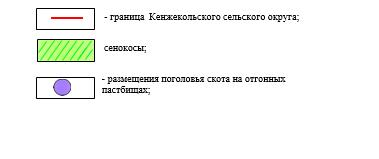 - граница Кенжекольского сельского округа;
сенокосы;
- размещения поголовья скота на отгонных
пастбищах;